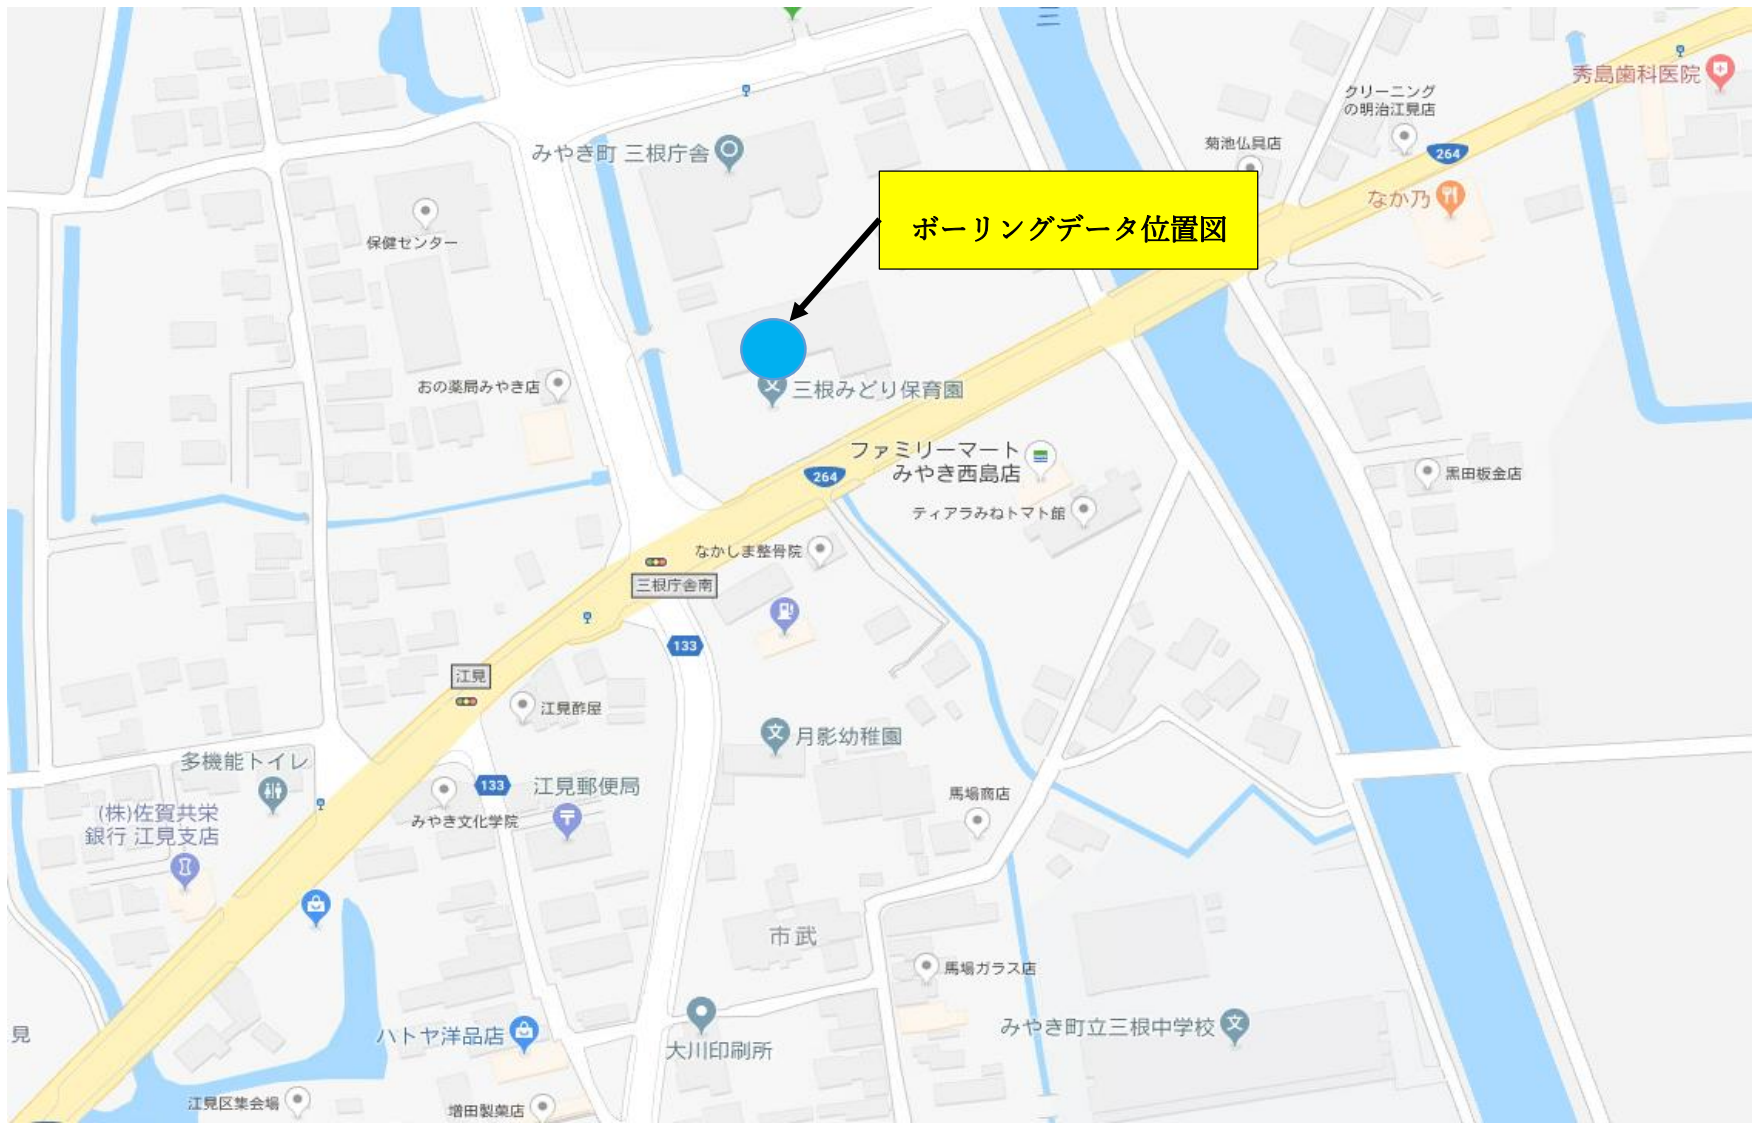 三
秀島歯科医院
クリーニング
の明治江見店
菊池仏具店
264
みやき町 三根庁舎
なか乃
保健センター
ボーリングデータ位置図
おの薬局みやき店
三根みどり保育園
ファミリーマート
みやき西島店
264
黒田板金店
ティアラみねトマト館
なかしま整骨院
三根庁舎南
133
江見
江見酢屋
月影幼稚園
多機能トイレ
133
江見郵便局
馬場商店
(株)佐賀共栄
銀行 江見支店
みやき文化学院
市武
馬場ガラス店
見
ハトヤ洋品店
大川印刷所
みやき町立三根中学校
江見区集会場
増田製菓店